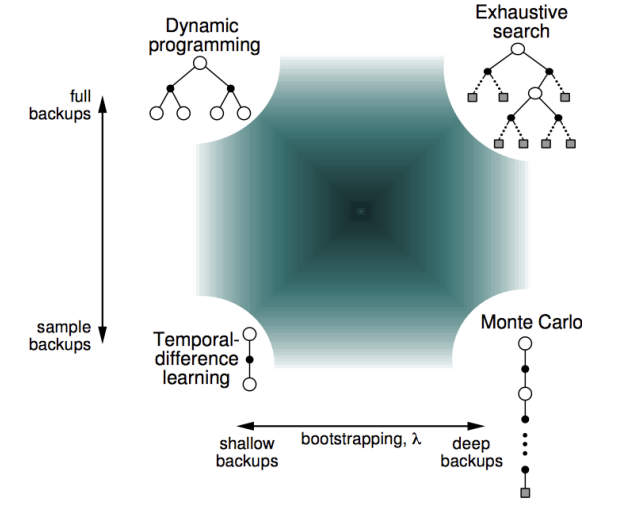 Dynamic
programming
Exhaustive
search
full
backups
sample
backups
Temporal-
difference
learning
Monte Carlo
shallow
backups
bootstrapping, λ
deep
backups